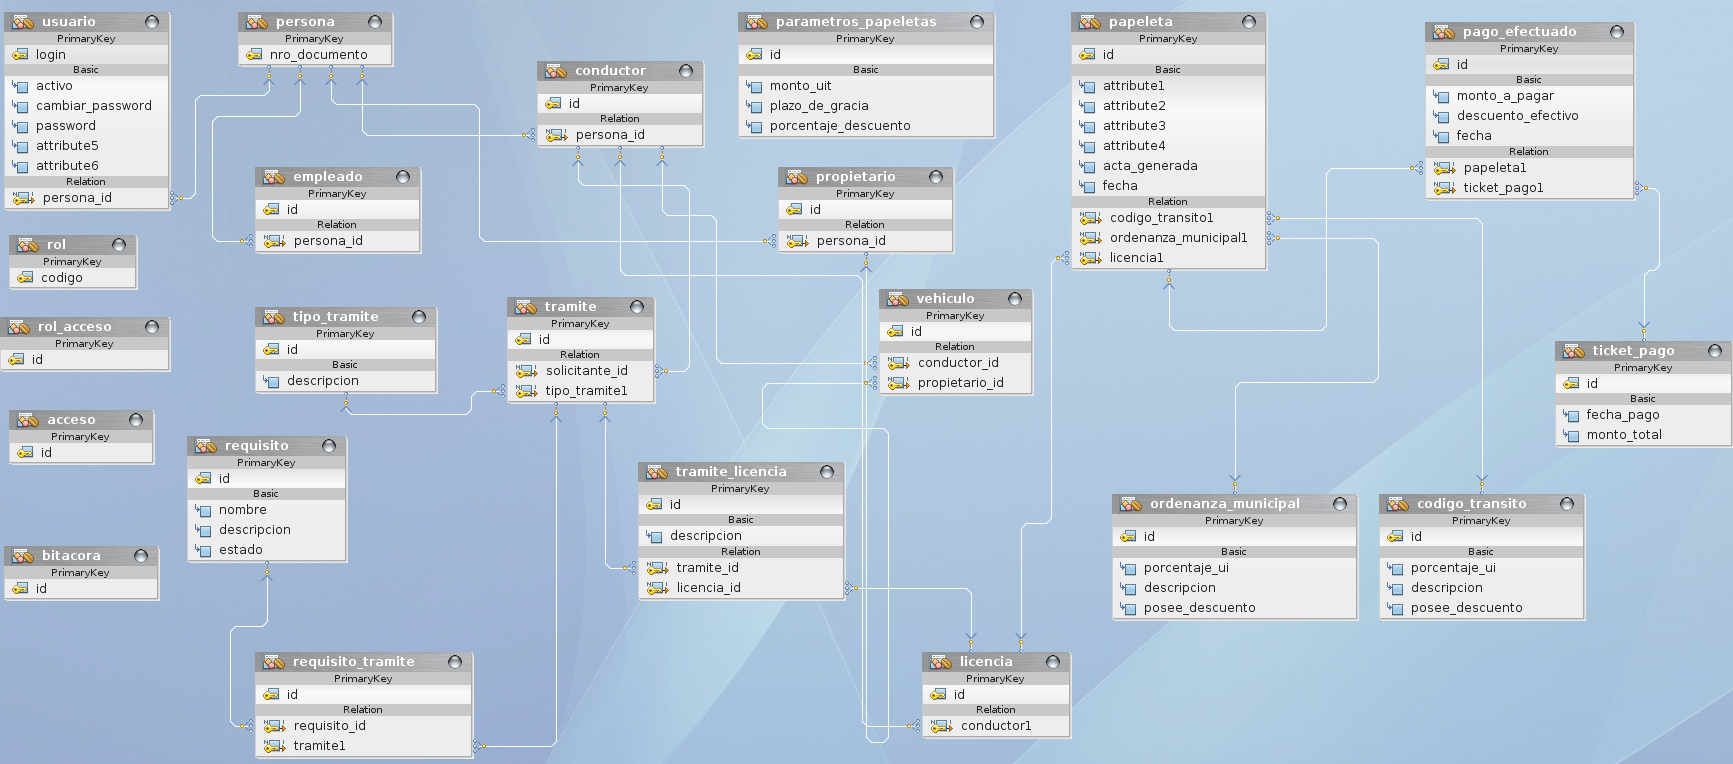 usuario
PrimaryKey
login
Basic
activo
cambiar_password
password
attribute5
attribute6
Relation
persona_id
persona
PrimaryKey
nro_documento
conductor
PrimaryKey
id
Relation
persona_id
parametros_papeletas
PrimaryKey
id
Basic
monto_uit
plazo_de_gracia
porcentaje_descuento
papeleta
PrimaryKey
id
Basic
attribute1
attribute2
attribute3
attribute4
acta_generada
fecha
Relation
codigo_transito1
ordenanza_municipal1
licencia1
pago_efectuado
PrimaryKey
id
Basic
monto_a_pagar
descuento_efectivo
fecha
Relation
papeleta1
ticket_pago1
empleado
PrimaryKey
id
Relation
persona_id
propietario
PrimaryKey
id
Relation
persona_id
rol
PrimaryKey
codigo
rol_acceso
PrimaryKey
id
tipo_tramite
PrimaryKey
id
Basic
descripcion
tramite
PrimaryKey
id
Relation
solicitante_id
tipo_tramite1
vehiculo
PrimaryKey
id
Relation
conductor_id
propietario_id
ticket_pago
PrimaryKey
id
Basic
fecha_pago
monto_total
acceso
PrimaryKey
id
requisito
PrimaryKey
id
Basic
nombre
descripcion
estado
tramite_licencia
PrimaryKey
id
Basic
descripcion
Relation
tramite_id
licencia_id
ordenanza_municipal
PrimaryKey
id
Basic
porcentaje_ui
descripcion
posee_descuento
codigo_transito
PrimaryKey
id
Basic
porcentaje_ui
descripcion
posee_descuento
bitacora
PrimaryKey
id
requisito_tramite
PrimaryKey
id
Relation
requisito_id
tramite1
licencia
PrimaryKey
id
Relation
conductor1